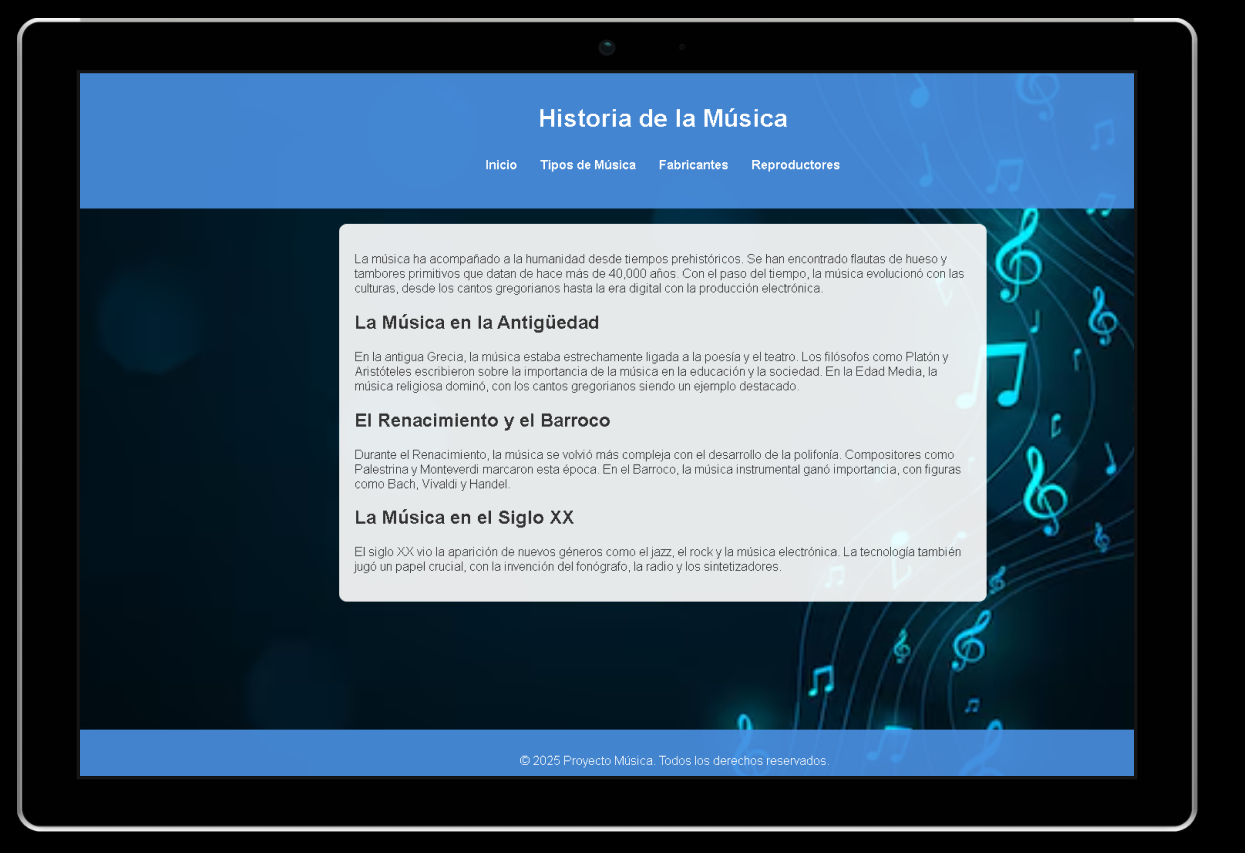 Historia de la Música
Inicio Tipos de Música Fabricantes Reproductores
La música ha acompañado a la humanidad desde tiempos prehistóricos. Se han encontrado flautas de hueso y
tambores primitivos que datan de hace más de 40,000 años. Con el paso del tiempo, la música evolucionó con las
culturas, desde los cantos gregorianos hasta la era digital con la producción electrónica.
La Música en la Antigüedad
En la antigua Grecia, la música estaba estrechamente ligada a la poesía y el teatro. Los filósofos como Platón y
Aristóteles escribieron sobre la importancia de la música en la educación y la sociedad. En la Edad Media, la
música religiosa dominó, con los cantos gregorianos siendo un ejemplo destacado.
El Renacimiento y el Barroco
Durante el Renacimiento, la música se volvió más compleja con el desarrollo de la polifonía. Compositores como
Palestrina y Monteverdi marcaron esta época. En el Barroco, la música instrumental ganó importancia, con figuras
como Bach, Vivaldi y Handel.
La Música en el Siglo XX
El siglo XX vio la aparición de nuevos géneros como el jazz, el rock y la música electrónica. La tecnología también
jugó un papel crucial, con la invención del fonógrafo, la radio y los sintetizadores.
© 2025 Proyecto Música. Todos los derechos reservados.